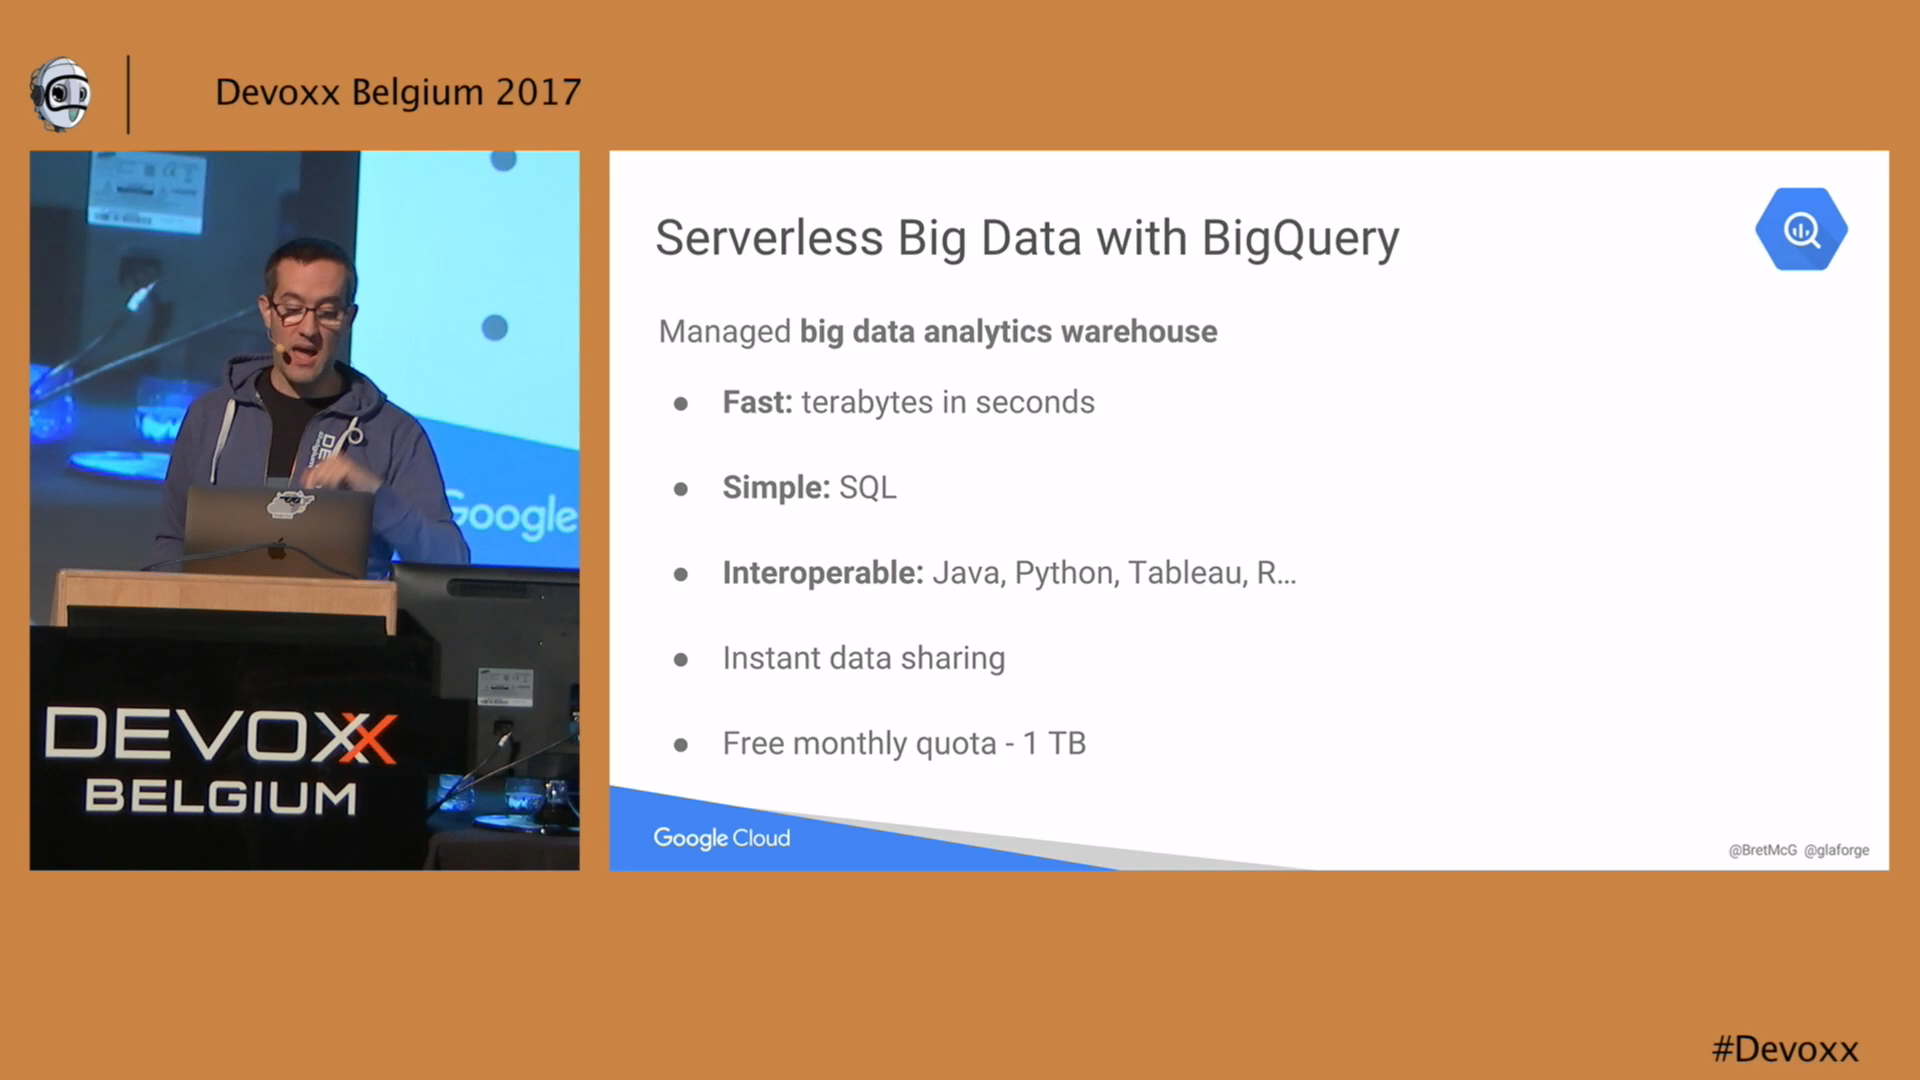 Devoxx Belgium 2017
Google
DEVOXX
BELGIUM
Serverless Big Data with BigQuery
Managed big data analytics warehouse
● Fast: terabytes in seconds
● Simple: SQL
● Interoperable: Java, Python, Tableau, R...
● Instant data sharing
● Free monthly quota - 1 TB
Google Cloud
@BretMcG @glaforge
#Devoxx